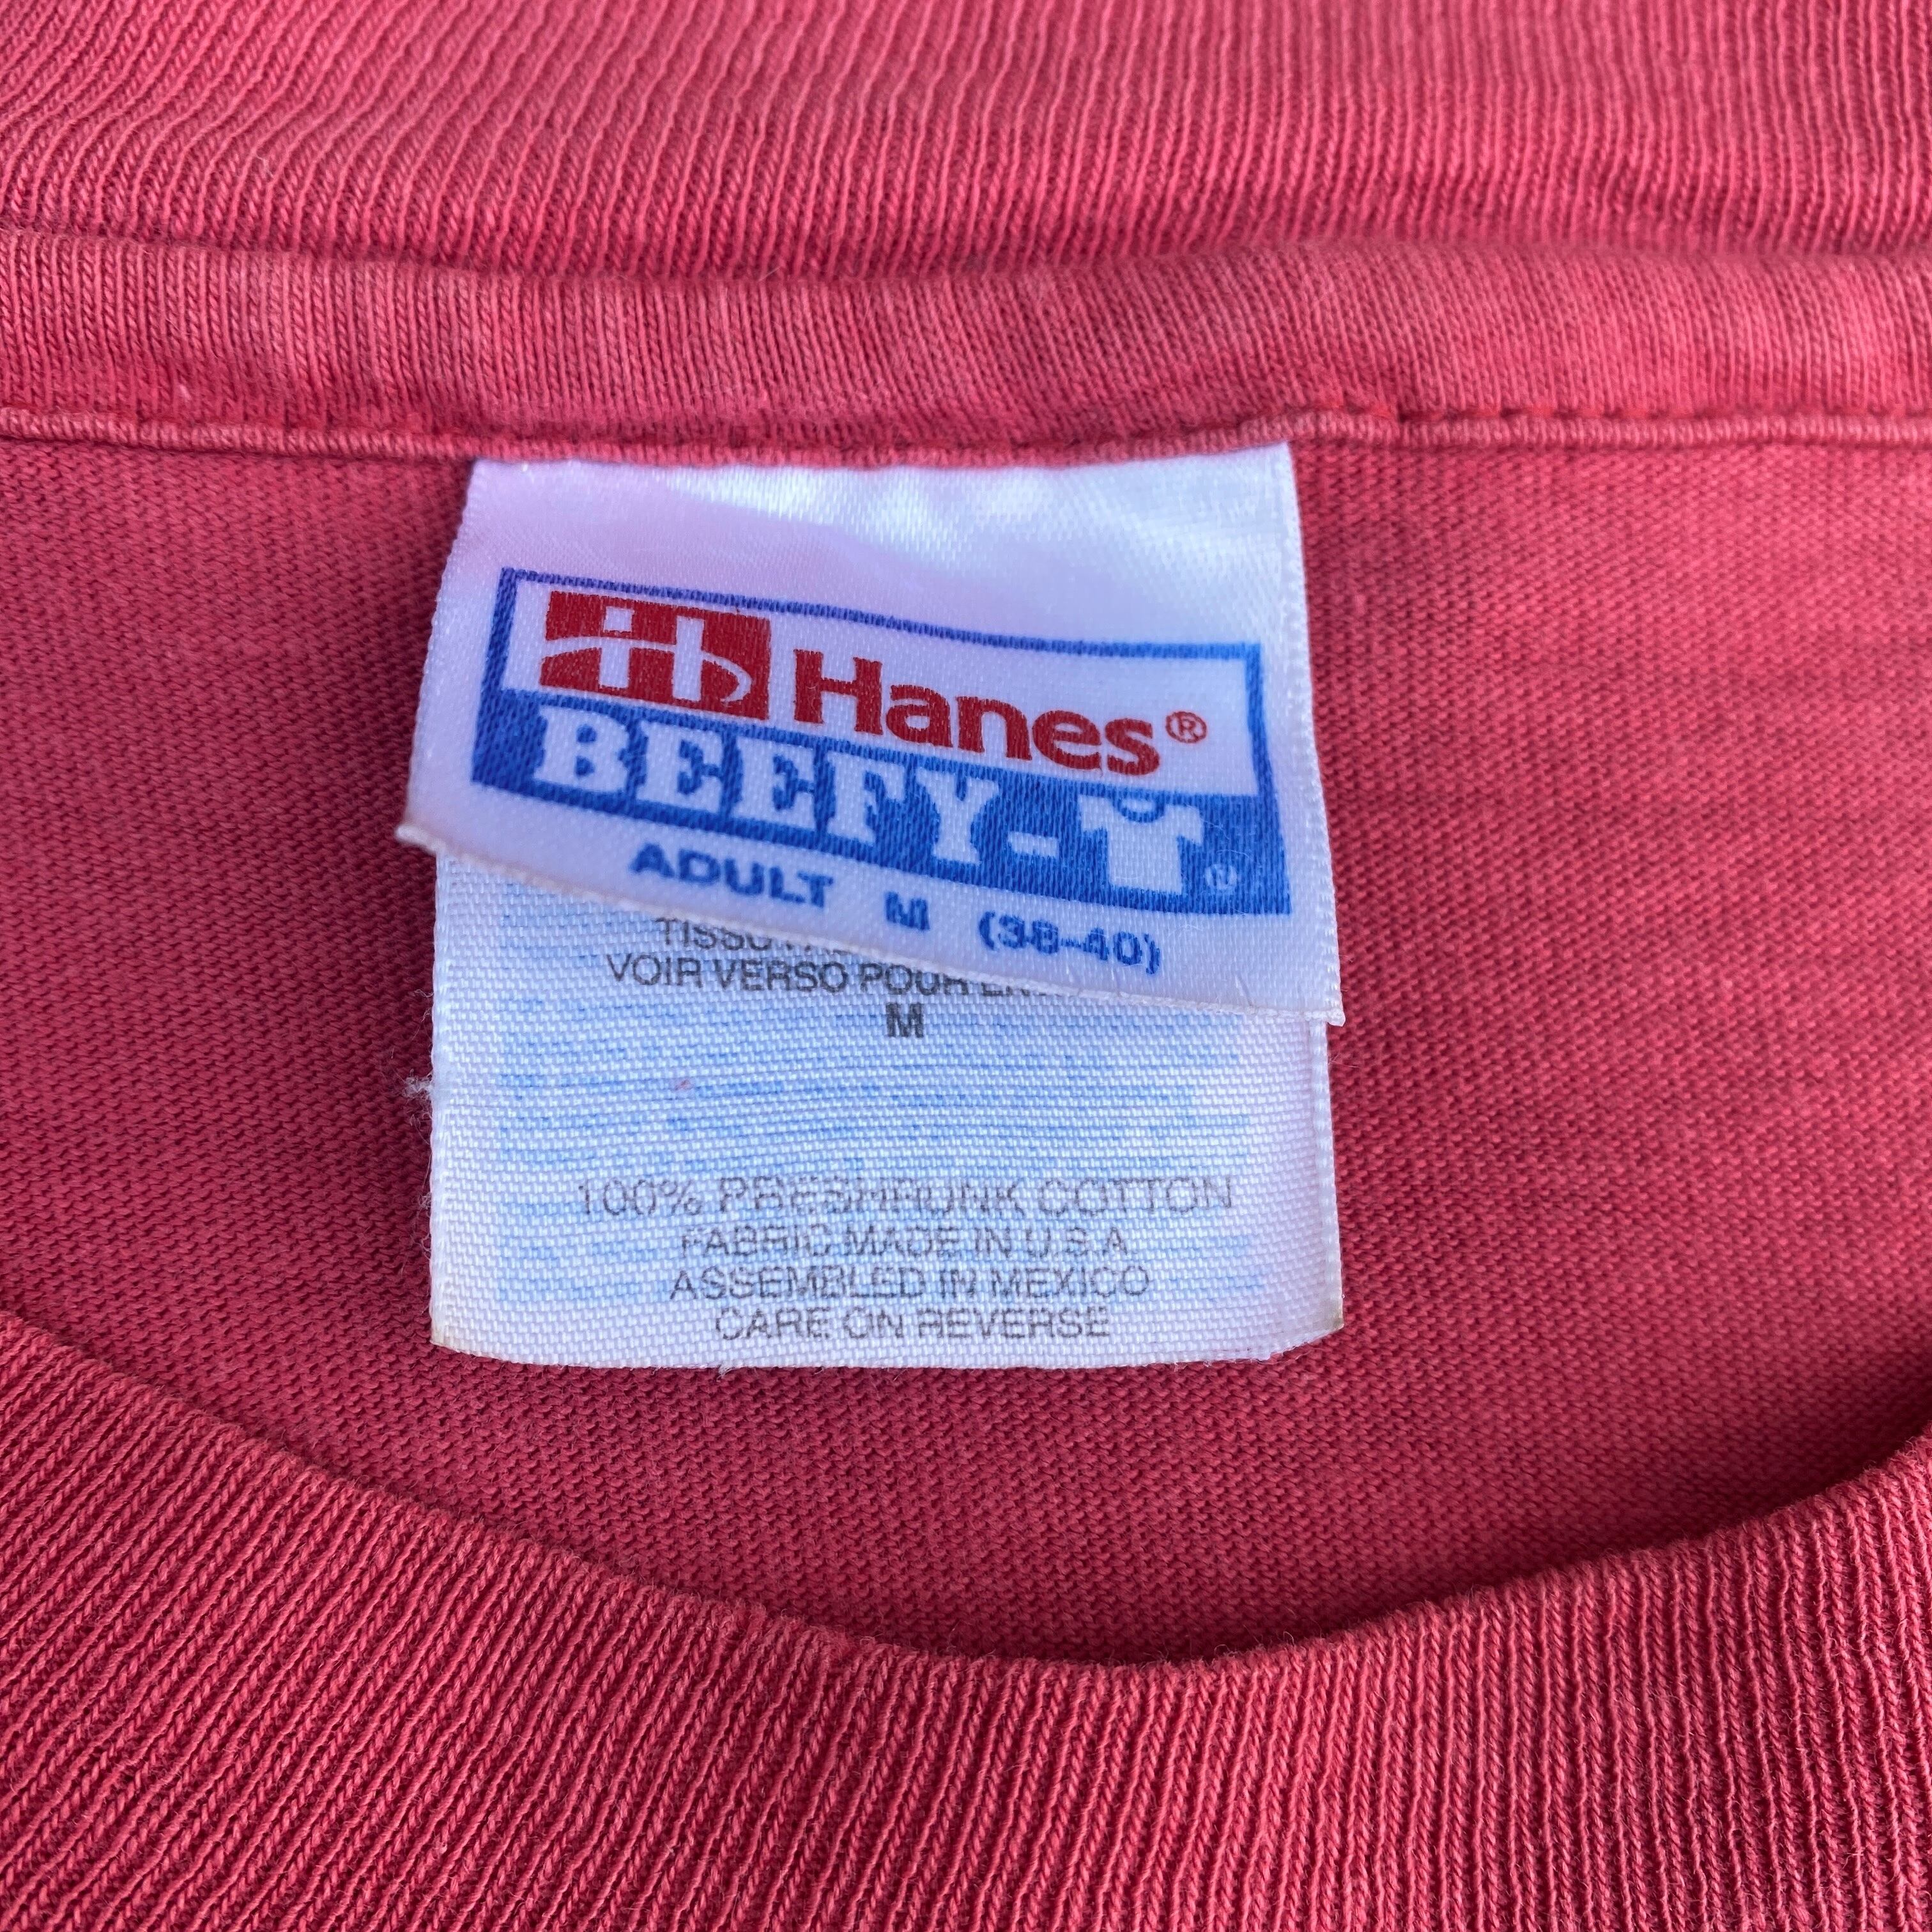 Hanes®
BEEFY-T
ADULT M (38-40)
VOIR VERSO POUR
M
100% PRESHRUNK COTTON
FABRIC MADE IN U.S.A.
ASSEMBLED IN MEXICO
CARE ON REVERSE